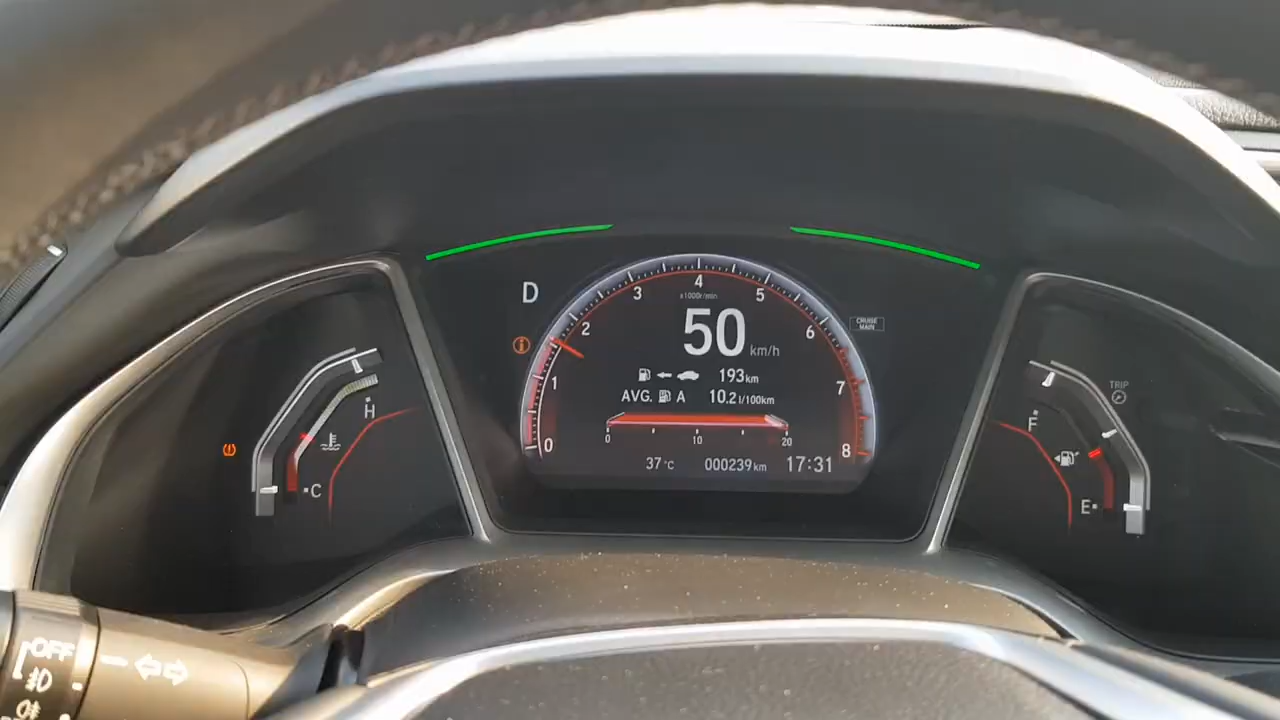 D
0 1 2 3 4 5 6 7 8
x1000r/min
50 km/h
CRUISE
MAIN
193km
AVG. A 10.2 l/100km
0 10 20
37°C 000239km 17:31
H
C
TRIP
F
E
OFF